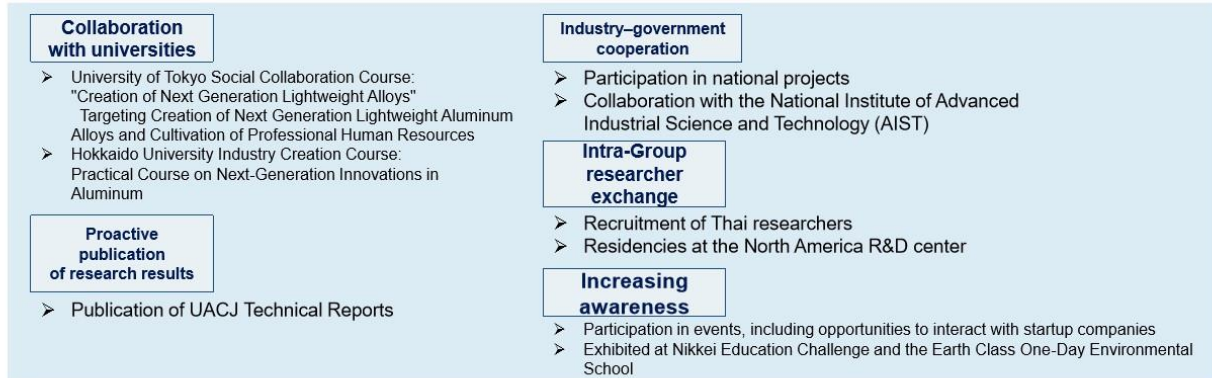 Collaboration
with universities
➢ University of Tokyo Social Collaboration Course:
"Creation of Next Generation Lightweight Alloys"
Targeting Creation of Next Generation Lightweight Aluminum
Alloys and Cultivation of Professional Human Resources
➢ Hokkaido University Industry Creation Course:
Practical Course on Next-Generation Innovations in
Aluminum
Proactive
publication
of research results
➢ Publication of UACJ Technical Reports
Industry–government
cooperation
➢ Participation in national projects
➢ Collaboration with the National Institute of Advanced
Industrial Science and Technology (AIST)
Intra-Group
researcher
exchange
➢ Recruitment of Thai researchers
➢ Residencies at the North America R&D center
Increasing
awareness
➢ Participation in events, including opportunities to interact with startup companies
➢ Exhibited at Nikkei Education Challenge and the Earth Class One-Day Environmental
School